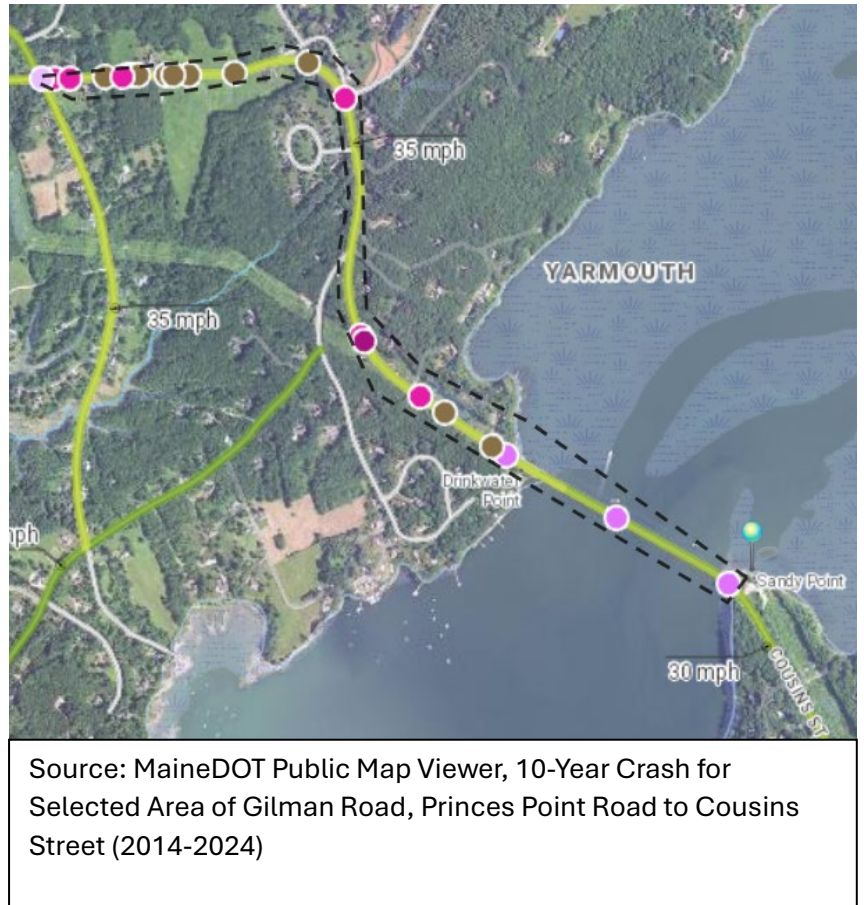 35 mph
YARMOUTH
35 mph
Drinkwater
Point
ph
Sandy Point
30 mph
COUSINS ST
Source: MaineDOT Public Map Viewer, 10-Year Crash for
Selected Area of Gilman Road, Princes Point Road to Cousins
Street (2014-2024)